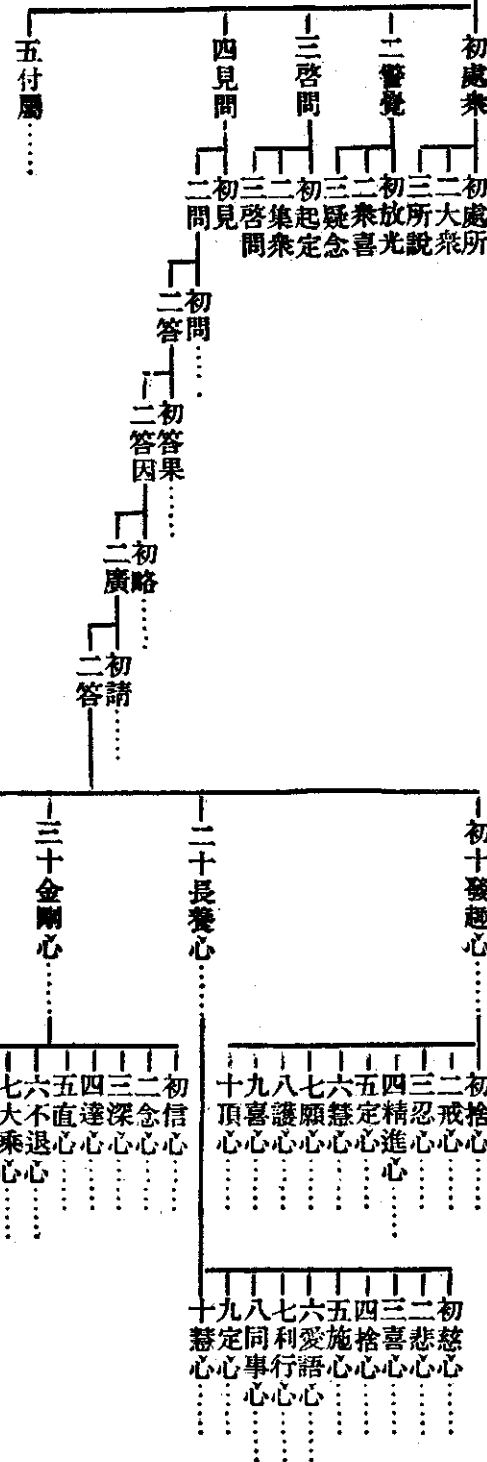 初處衆
初處所
二大衆
三所說
二警覺
初放光
二衆喜
三疑念
三啓問
初起定
二集衆
三啓問
四見問
初見
二問
初問……
二答
初答果……
二答因
初略……
二廣
初請……
二答
初十發趣心……
初捨心……
二戒心……
三忍心……
四精進心……
五定心……
六慧心……
七願心……
八護心……
九喜心……
十頂心……
二十長養心……
初慈心……
二悲心……
三喜心……
四捨心……
五施心……
六愛語心……
七利行心……
八同事心……
九定心……
十慧心……
三十金剛心……
初信心……
二念心……
三深心……
四達心……
五直心……
六不退心……
七大乘心……
五付屬……